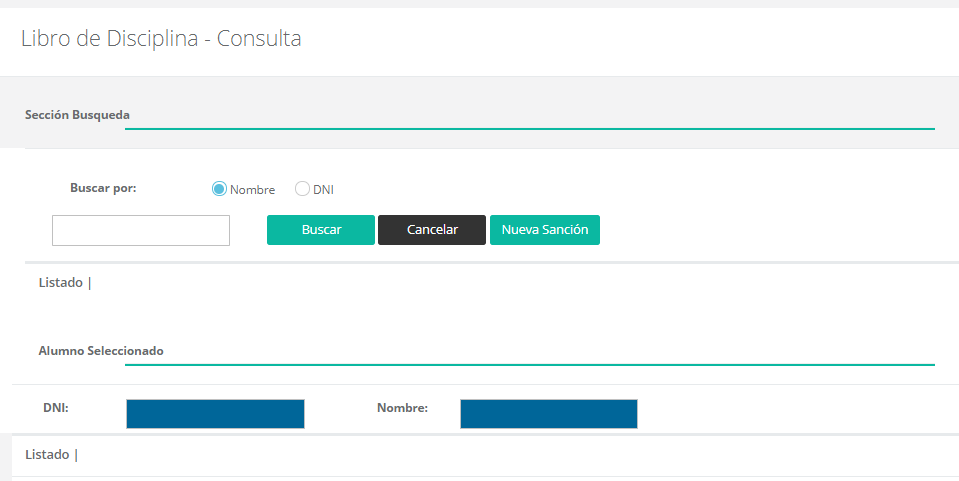 Libro de Disciplina - Consulta
Sección Busqueda
Buscar por: Nombre DNI
Buscar Cancelar Nueva Sanción
Listado |
Alumno Seleccionado
DNI: Nombre:
Listado |